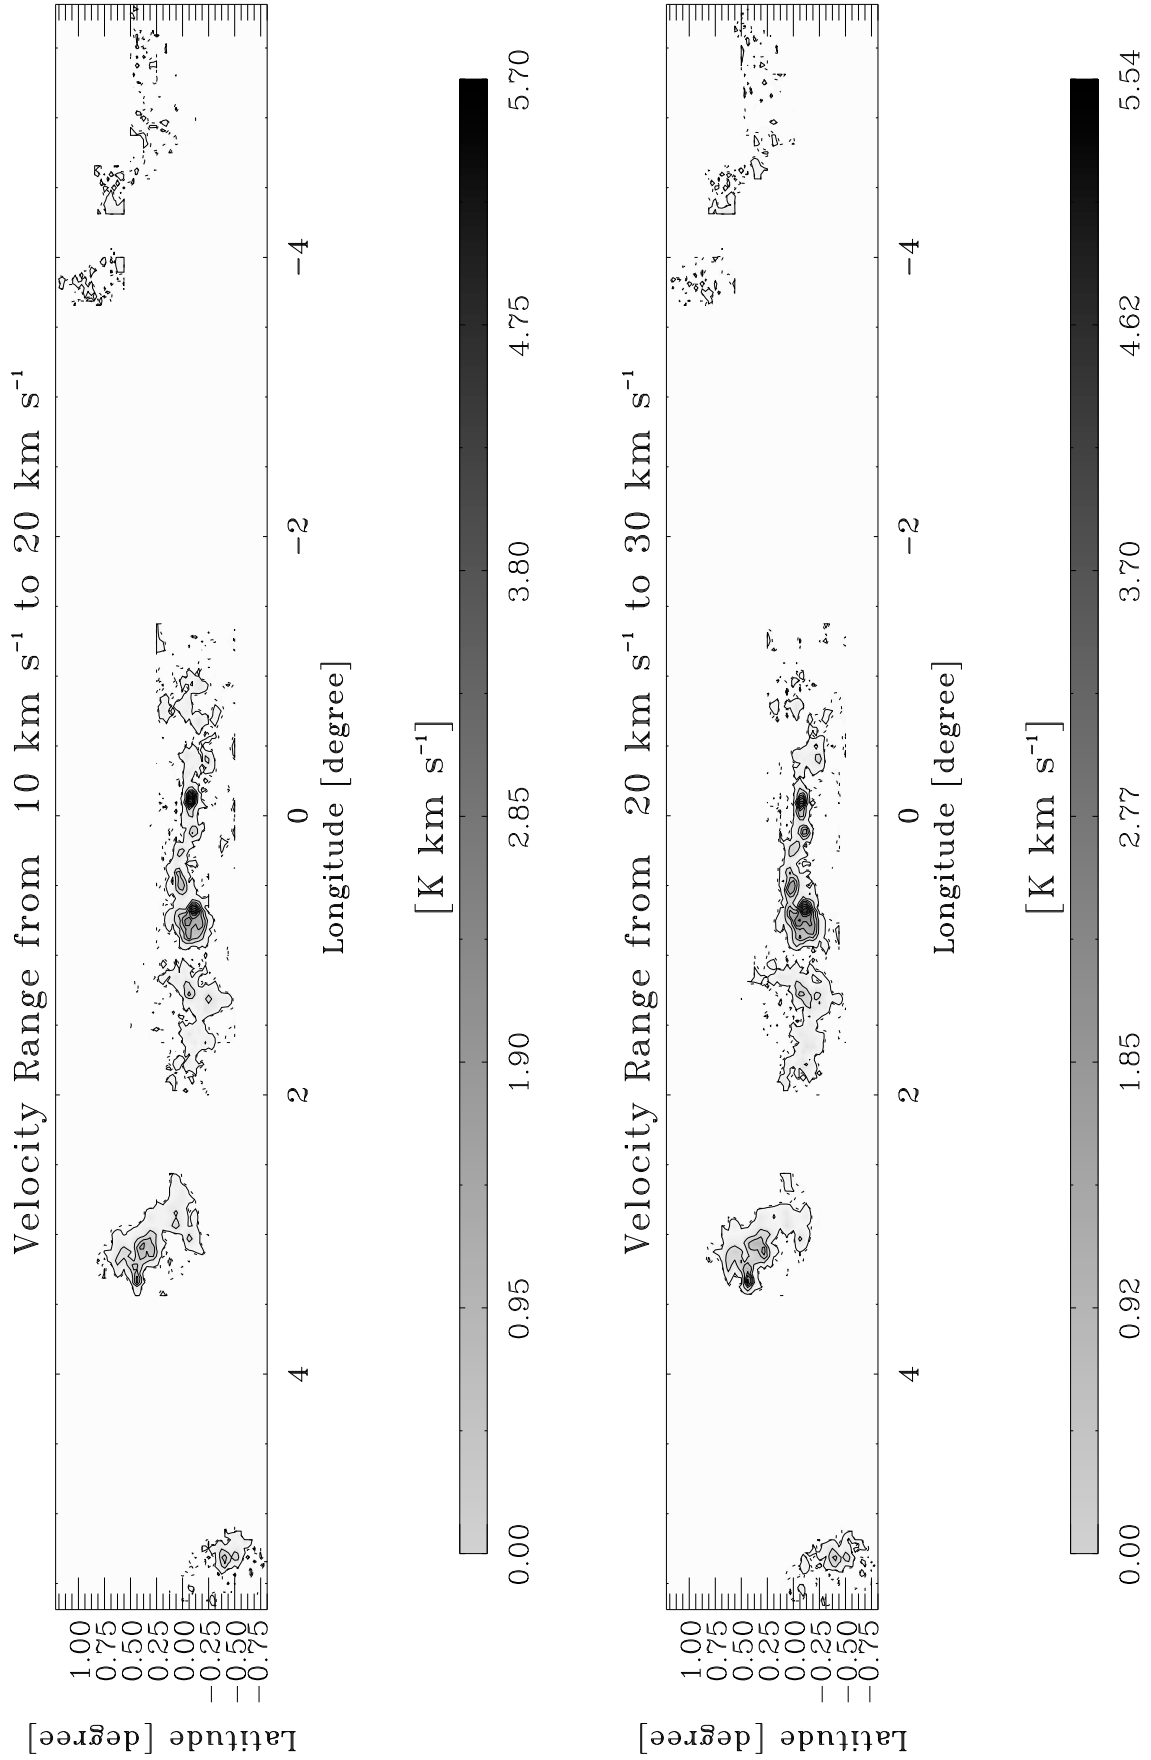 Velocity Range from 10 km s⁻¹ to 20 km s⁻¹
Latitude [degree]
1.00
0.75
0.50
0.25
0.00
−0.25
−0.50
−0.75
4
2
0
−2
−4
Longitude [degree]
[K km s⁻¹]
0.00 0.95 1.90 2.85 3.80 4.75 5.70
Velocity Range from 20 km s⁻¹ to 30 km s⁻¹
Latitude [degree]
1.00
0.75
0.50
0.25
0.00
−0.25
−0.50
−0.75
4
2
0
−2
−4
Longitude [degree]
[K km s⁻¹]
0.00 0.92 1.85 2.77 3.70 4.62 5.54